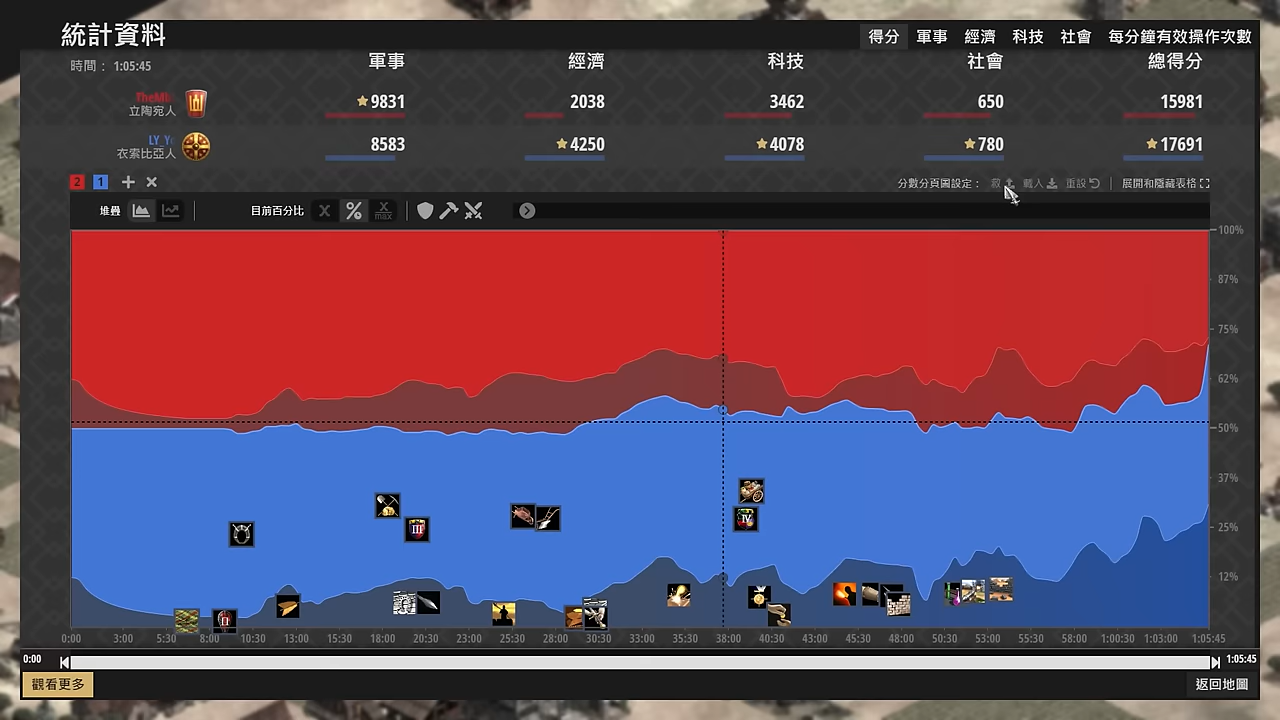 統計資料
得分 軍事 經濟 科技 社會 每分鐘有效操作次數
時間： 1:05:45
軍事 經濟 科技 社會 總得分
立陶宛人
9831 2038 3462 650 15981
衣索比亞人
8583 4250 4078 780 17691
2 1
分數分頁圖設定： 載入 重設 展開和隱藏表格
堆疊 目前百分比 X % X max
100%
87%
75%
62%
50%
37%
25%
12%
III
IV
II
0:00 3:00 5:30 8:00 10:30 13:00 15:30 18:00 20:30 23:00 25:30 28:00 30:30 33:00 35:30 38:00 40:30 43:00 45:30 48:00 50:30 53:00 55:30 58:00 1:00:30 1:03:00 1:05:45
0:00 1:05:45
觀看更多 返回地圖